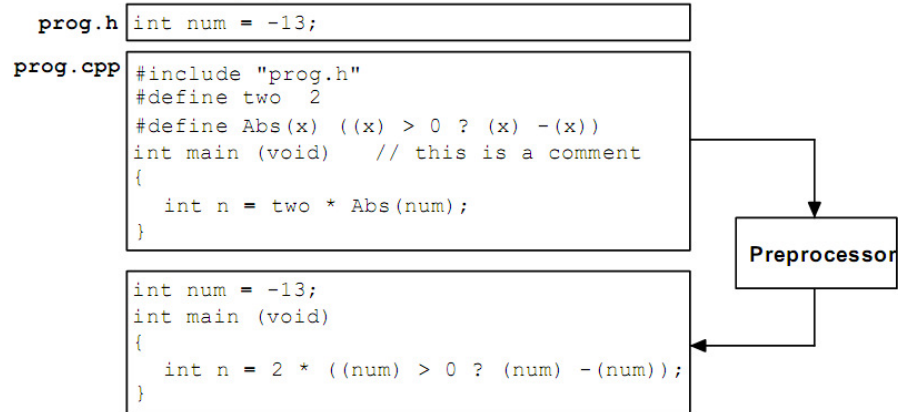 prog.h int num = -13;
prog.cpp #include "prog.h"
#define two 2
#define Abs(x) ((x) > 0 ? (x) -(x))
int main (void) // this is a comment
{
int n = two * Abs(num);
}
Preprocessor
int num = -13;
int main (void)
{
int n = 2 * ((num) > 0 ? (num) -(num));
}